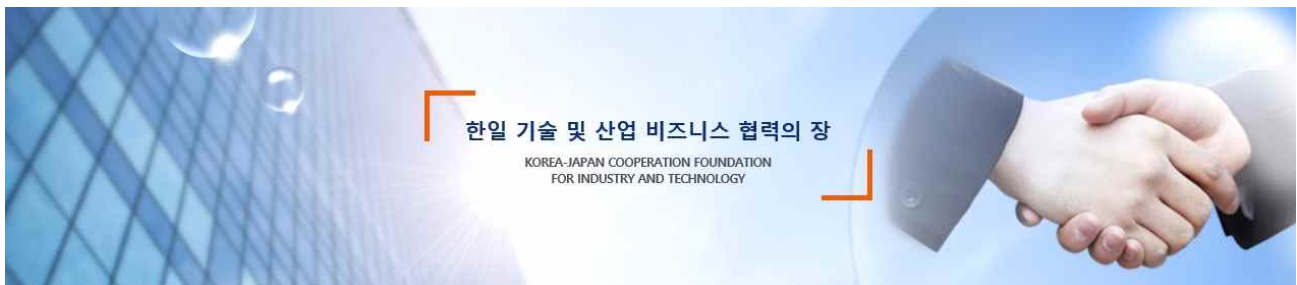 한일 기술 및 산업 비즈니스 협력의 장
KOREA-JAPAN COOPERATION FOUNDATION
FOR INDUSTRY AND TECHNOLOGY